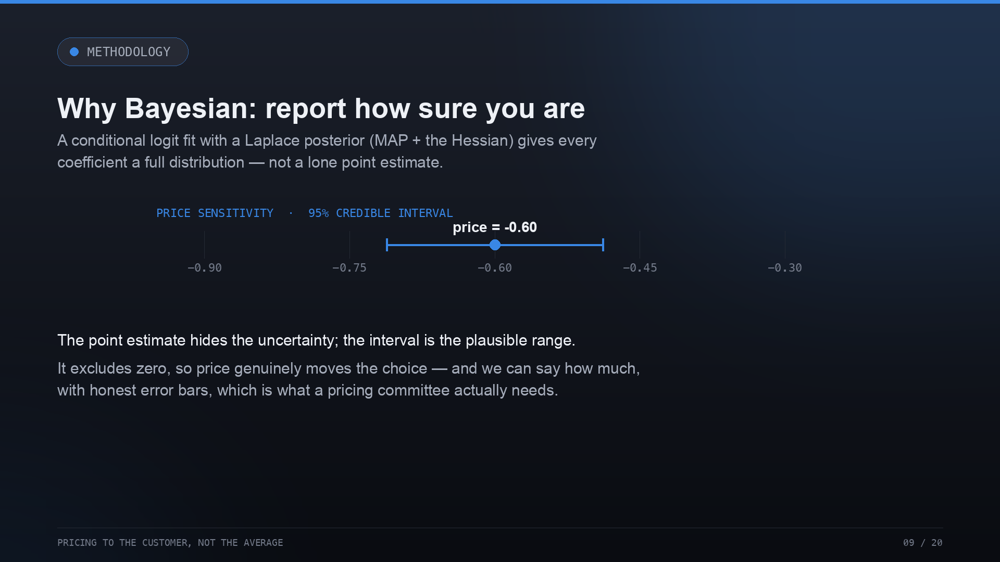 METHODOLOGY
Why Bayesian: report how sure you are
A conditional logit fit with a Laplace posterior (MAP + the Hessian) gives every
coefficient a full distribution — not a lone point estimate.
PRICE SENSITIVITY · 95% CREDIBLE INTERVAL
price = -0.60
−0.90 −0.75 −0.60 −0.45 −0.30
The point estimate hides the uncertainty; the interval is the plausible range.
It excludes zero, so price genuinely moves the choice — and we can say how much,
with honest error bars, which is what a pricing committee actually needs.
PRICING TO THE CUSTOMER, NOT THE AVERAGE
09 / 20